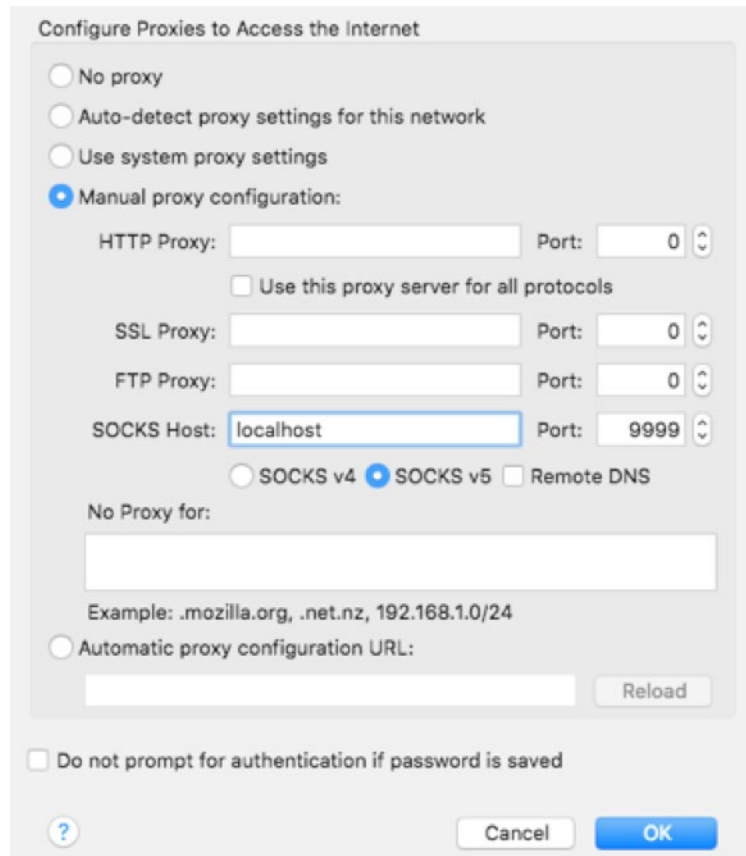 Configure Proxies to Access the Internet
No proxy
Auto-detect proxy settings for this network
Use system proxy settings
Manual proxy configuration:
HTTP Proxy: Port: 0
Use this proxy server for all protocols
SSL Proxy: Port: 0
FTP Proxy: Port: 0
SOCKS Host: localhost Port: 9999
SOCKS v4 SOCKS v5 Remote DNS
No Proxy for:
Example: .mozilla.org, .net.nz, 192.168.1.0/24
Automatic proxy configuration URL:
Reload
Do not prompt for authentication if password is saved
? Cancel OK